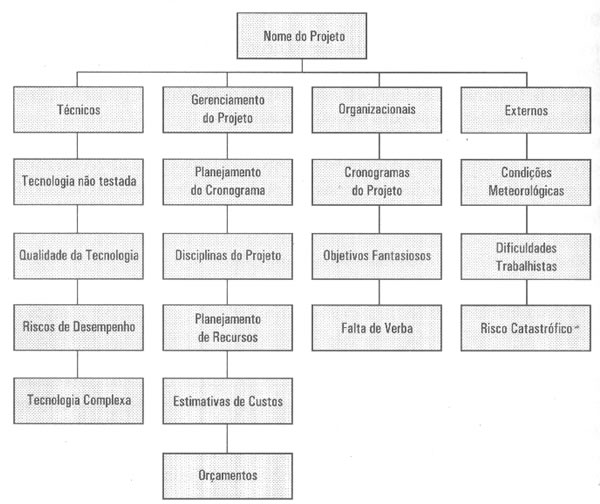 Nome do Projeto
Técnicos
Gerenciamento
do Projeto
Organizacionais
Externos
Tecnologia não testada
Planejamento
do Cronograma
Cronogramas
do Projeto
Condições
Meteorológicas
Qualidade da Tecnologia
Disciplinas do Projeto
Objetivos Fantasiosos
Dificuldades
Trabalhistas
Riscos de Desempenho
Planejamento
de Recursos
Falta de Verba
Risco Catastrófico
Tecnologia Complexa
Estimativas de Custos
Orçamentos